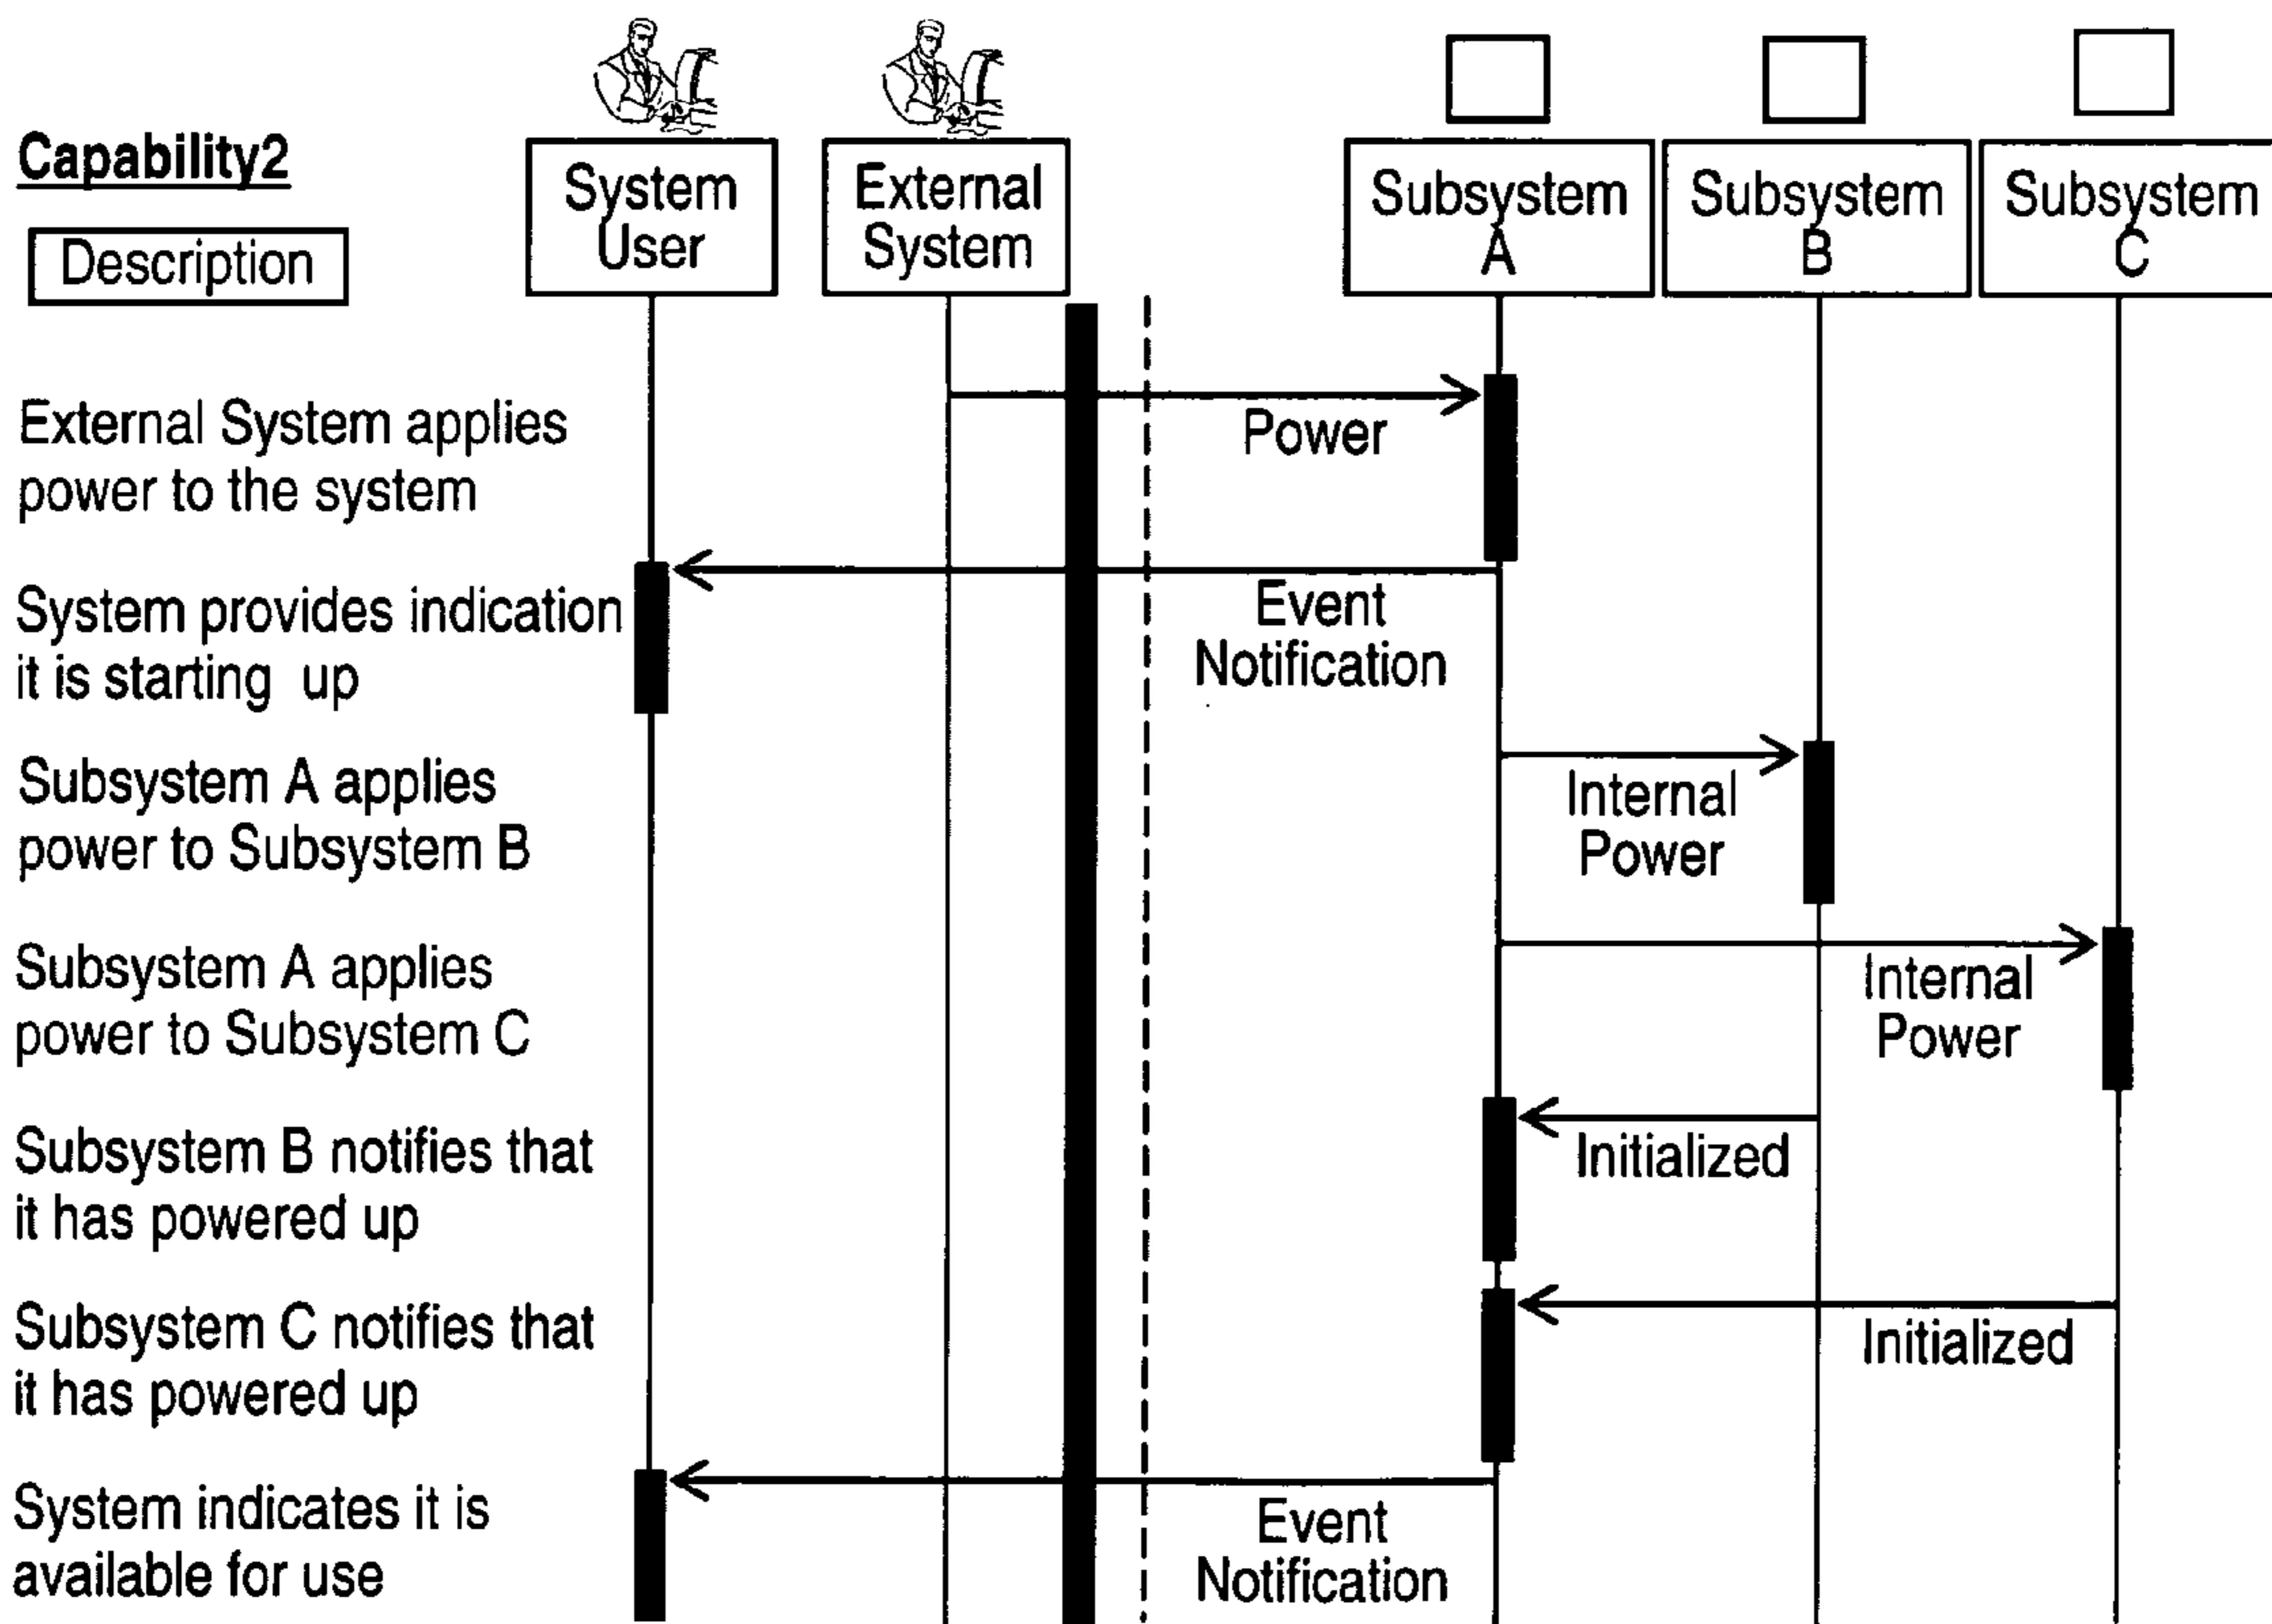 Capability2
Description
System
User
External
System
Subsystem
A
Subsystem
B
Subsystem
C
External System applies
power to the system
Power
System provides indication
it is starting up
Event
Notification
Subsystem A applies
power to Subsystem B
Internal
Power
Subsystem A applies
power to Subsystem C
Internal
Power
Subsystem B notifies that
it has powered up
Initialized
Subsystem C notifies that
it has powered up
Initialized
System indicates it is
available for use
Event
Notification